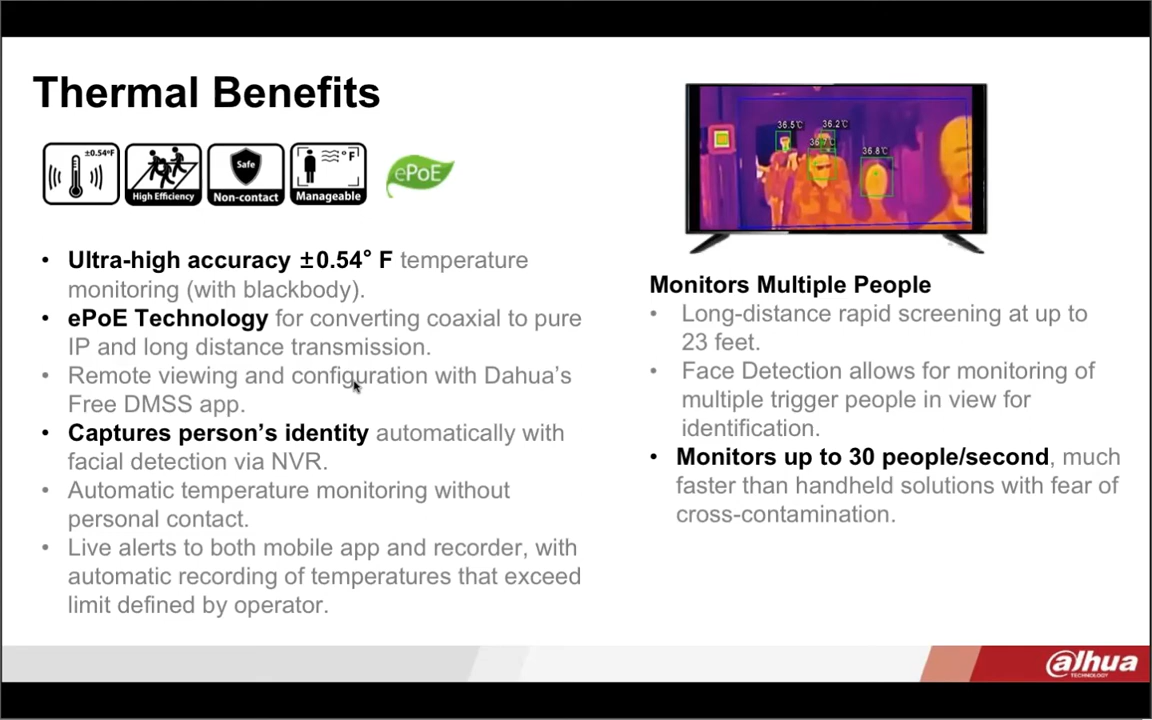 Thermal Benefits
±0.54°F
High Efficiency
Safe
Non-contact
°F
Manageable
ePoE
• Ultra-high accuracy ±0.54° F temperature
monitoring (with blackbody).
• ePoE Technology for converting coaxial to pure
IP and long distance transmission.
• Remote viewing and configuration with Dahua’s
Free DMSS app.
• Captures person’s identity automatically with
facial detection via NVR.
• Automatic temperature monitoring without
personal contact.
• Live alerts to both mobile app and recorder, with
automatic recording of temperatures that exceed
limit defined by operator.
36.5℃
36.2℃
36.7℃
36.8℃
Monitors Multiple People
• Long-distance rapid screening at up to
23 feet.
• Face Detection allows for monitoring of
multiple trigger people in view for
identification.
• Monitors up to 30 people/second, much
faster than handheld solutions with fear of
cross-contamination.
alhua
TECHNOLOGY